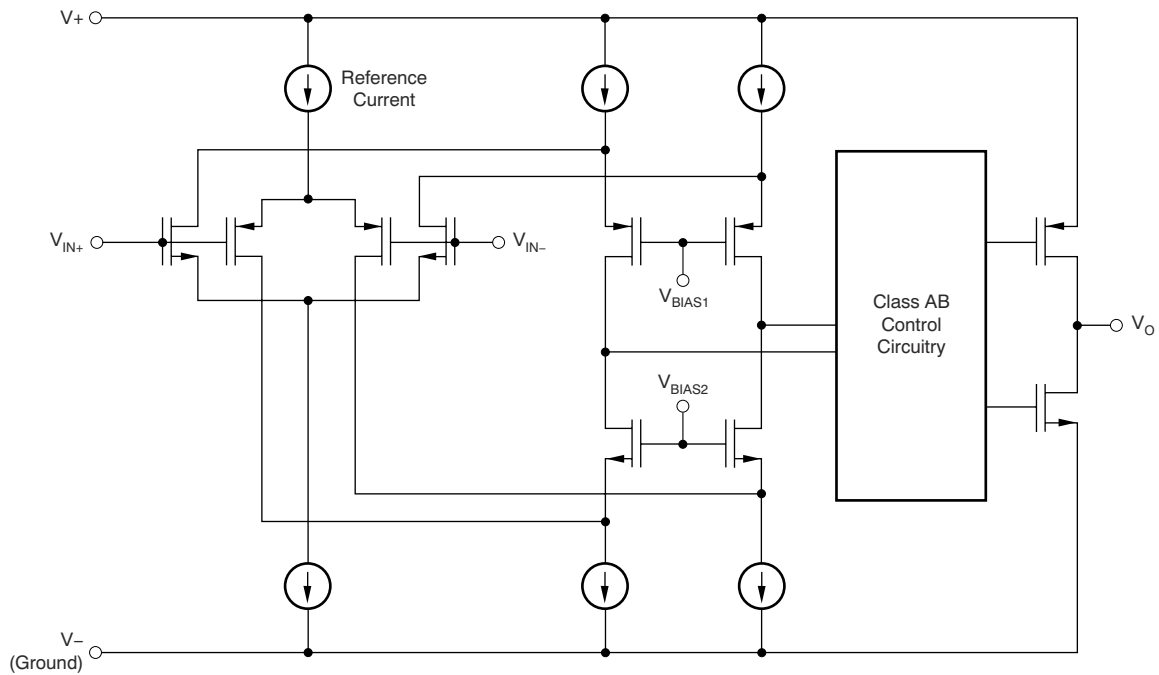 V+
Reference
Current
V_IN+
V_IN−
V_BIAS1
V_BIAS2
Class AB
Control
Circuitry
V_O
V−
(Ground)